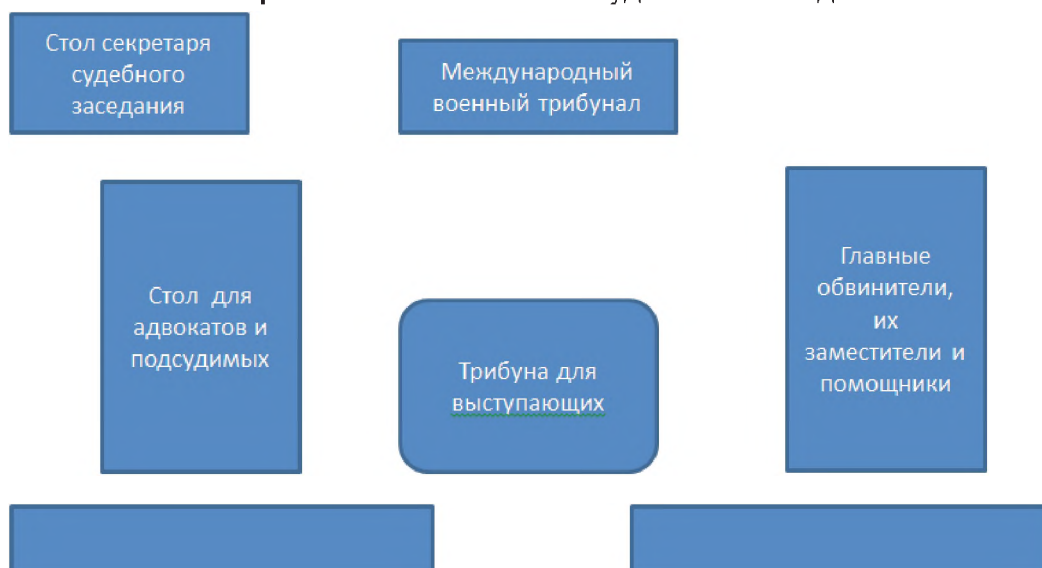 Стол секретаря
судебного
заседания
Международный
военный трибунал
Стол для
адвокатов и
подсудимых
Трибуна для
выступающих
Главные
обвинители,
их
заместители и
помощники